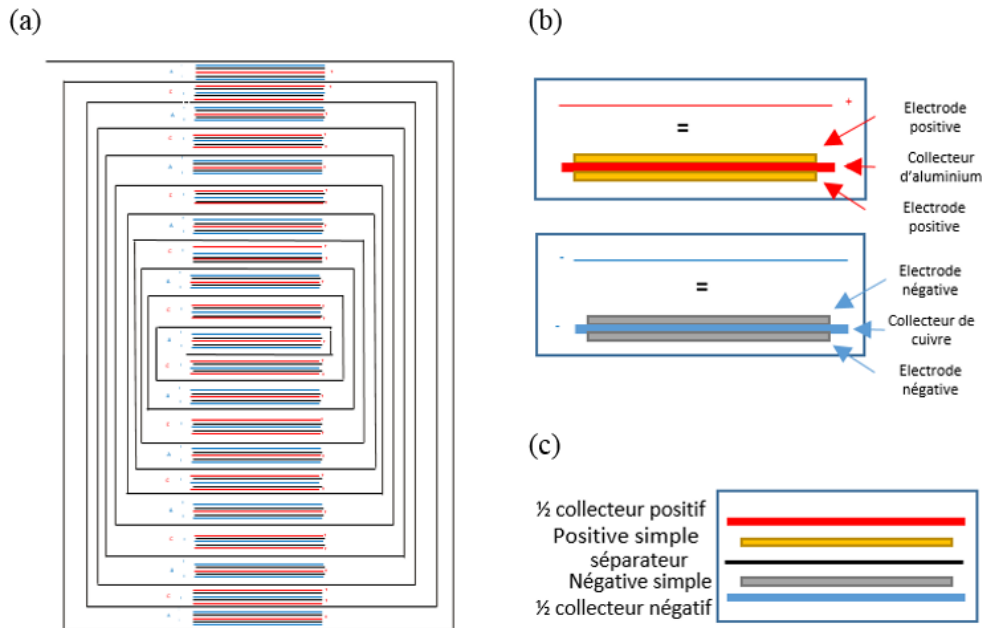 (a)
A
C
A
C
A
C
A
C
A
C
A
C
A
C
A
C
A
C
A
C
A
(b)
+
=
Electrode
positive
Collecteur
d'aluminium
Electrode
positive
-
=
-
Electrode
négative
Collecteur de
cuivre
Electrode
négative
(c)
½ collecteur positif
Positive simple
séparateur
Négative simple
½ collecteur négatif